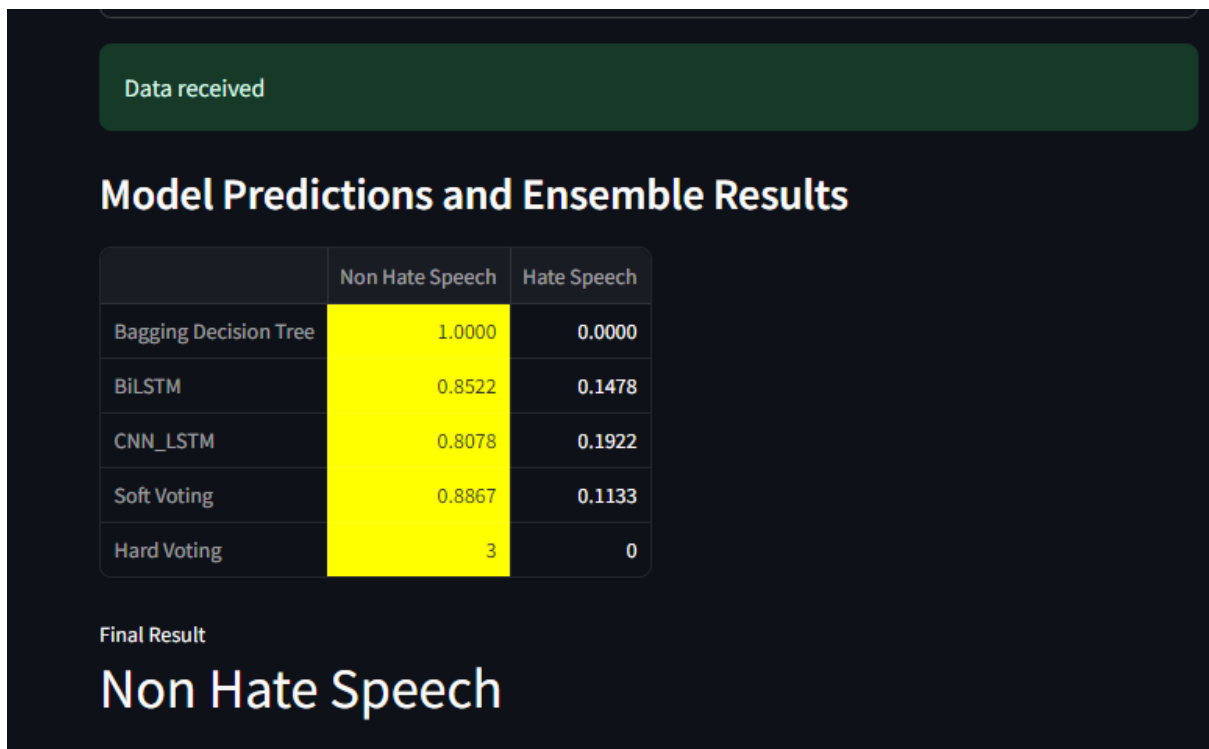 Data received
Model Predictions and Ensemble Results
Non Hate Speech Hate Speech
Bagging Decision Tree 1.0000 0.0000
BiLSTM 0.8522 0.1478
CNN_LSTM 0.8078 0.1922
Soft Voting 0.8867 0.1133
Hard Voting 3 0
Final Result
Non Hate Speech